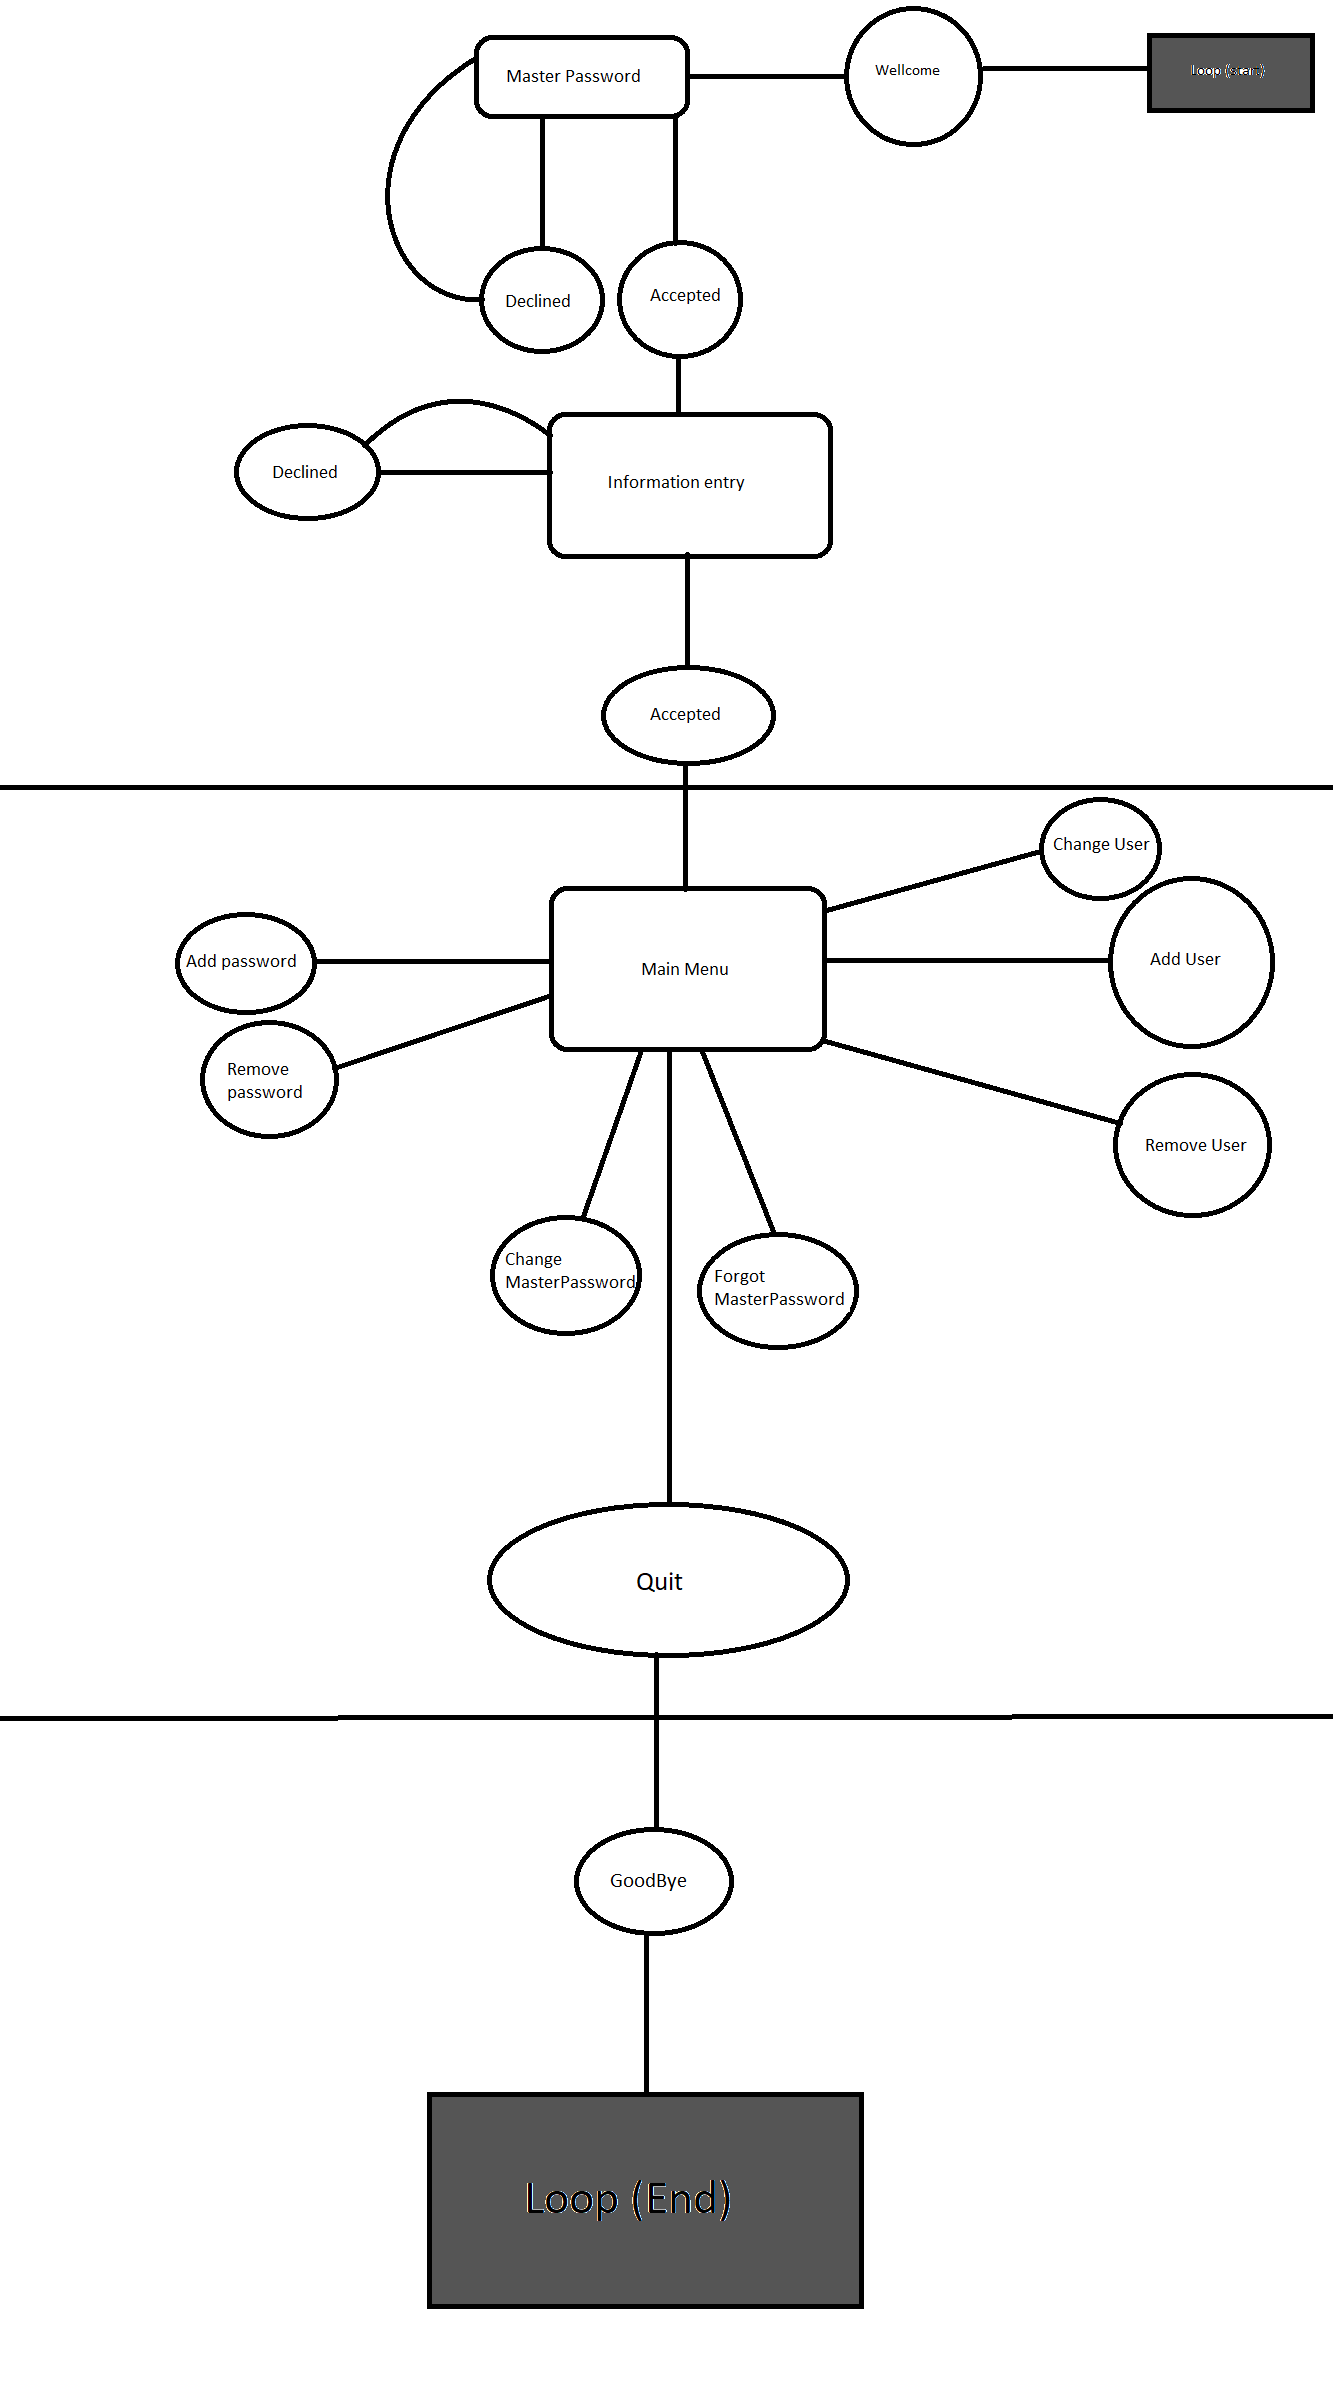 Master Password
Wellcome
Loop (start)
Declined
Accepted
Declined
Information entry
Accepted
Change User
Add password
Main Menu
Add User
Remove
password
Remove User
Change
MasterPassword
Forgot
MasterPassword
Quit
GoodBye
Loop (End)